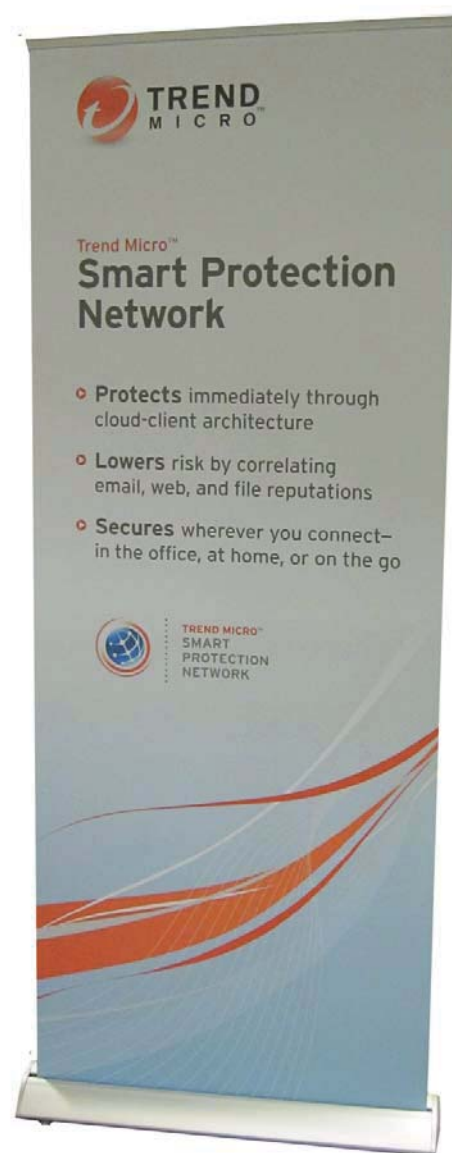 TREND
MICRO™
Trend Micro™
Smart Protection
Network
Protects immediately through
cloud-client architecture
Lowers risk by correlating
email, web, and file reputations
Secures wherever you connect—
in the office, at home, or on the go
TREND MICRO™
SMART
PROTECTION
NETWORK